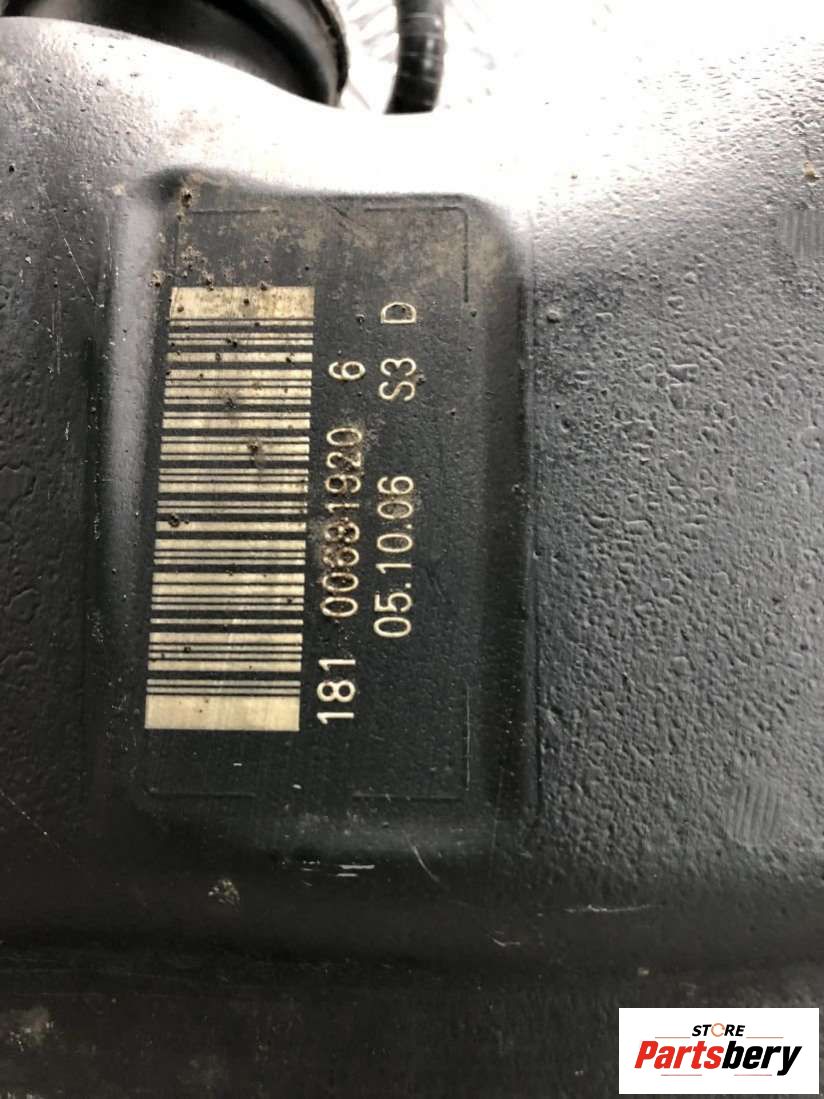 181 00681920 6
05.10.06 S3 D
STORE
Partsbery